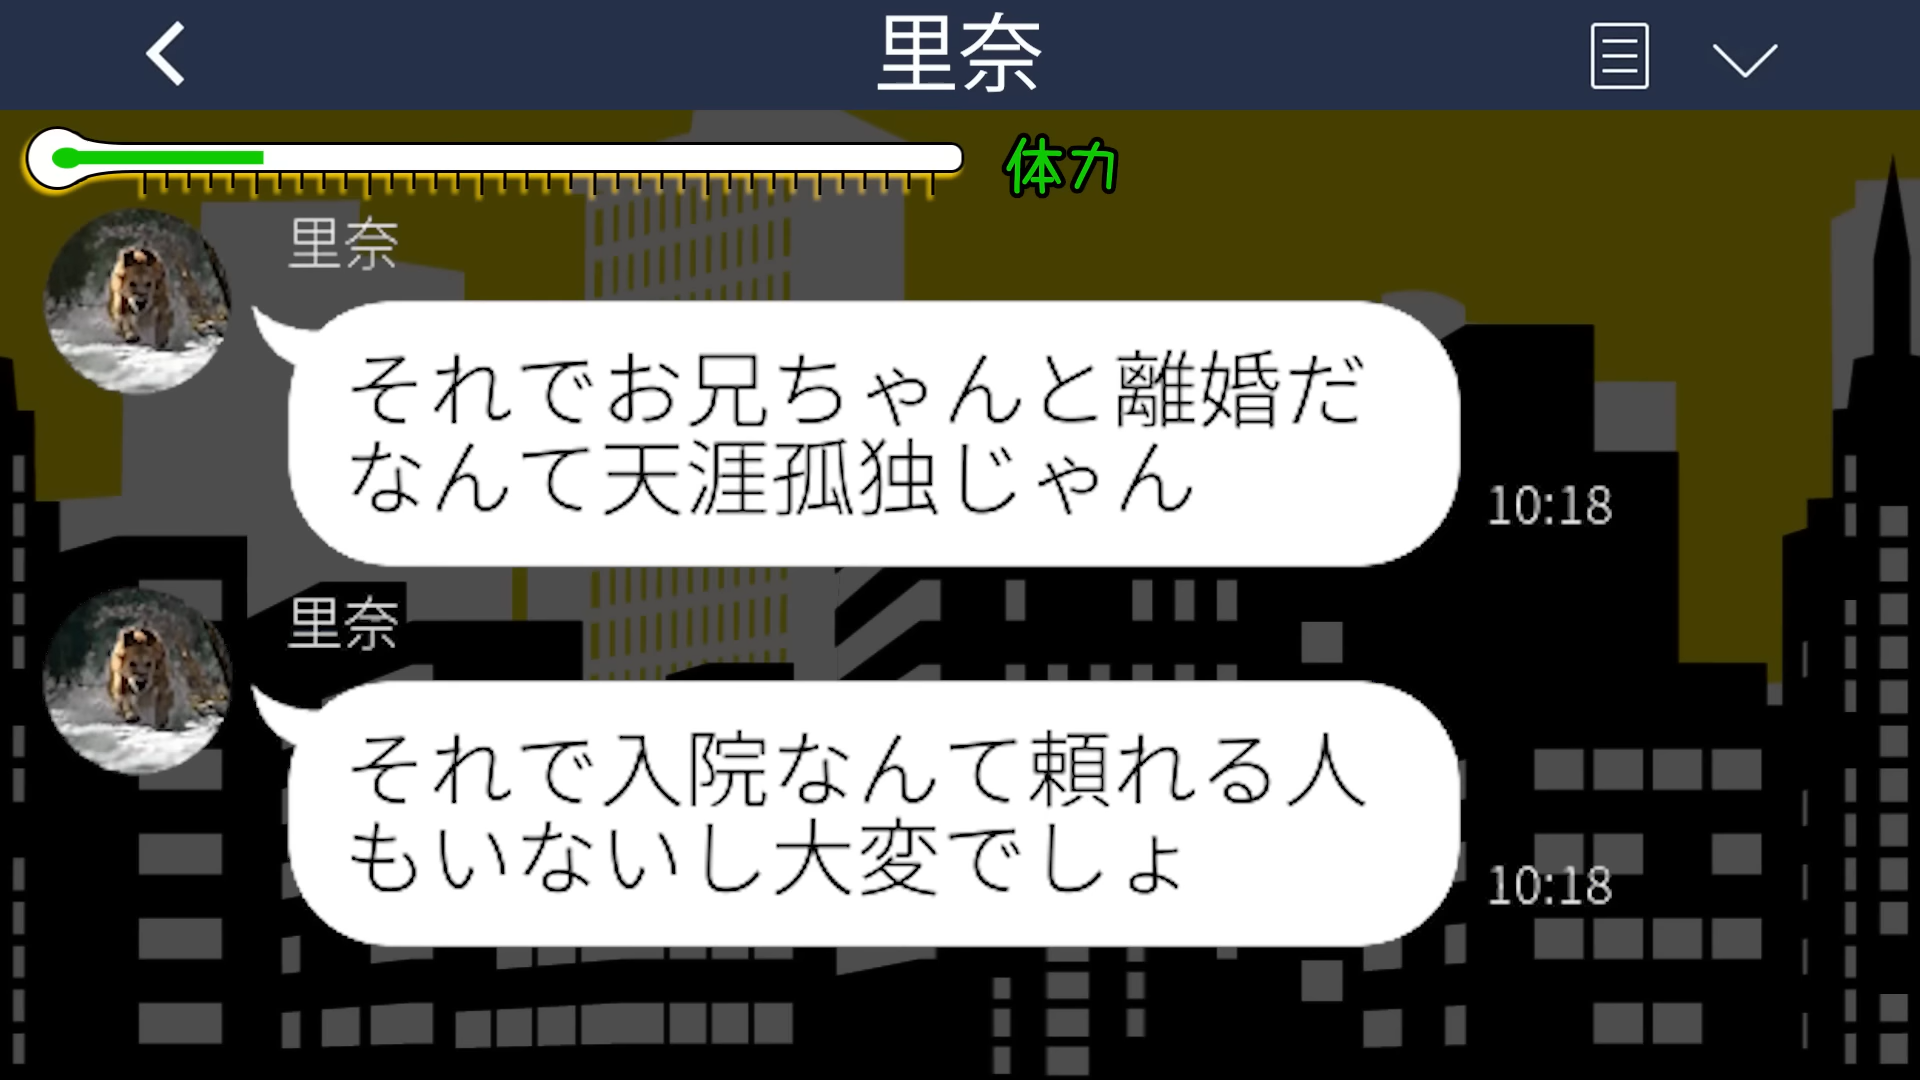 里奈
体力
里奈
それでお兄ちゃんと離婚だ
なんて天涯孤独じゃん
10:18
里奈
それで入院なんて頼れる人
もいないし大変でしょ
10:18